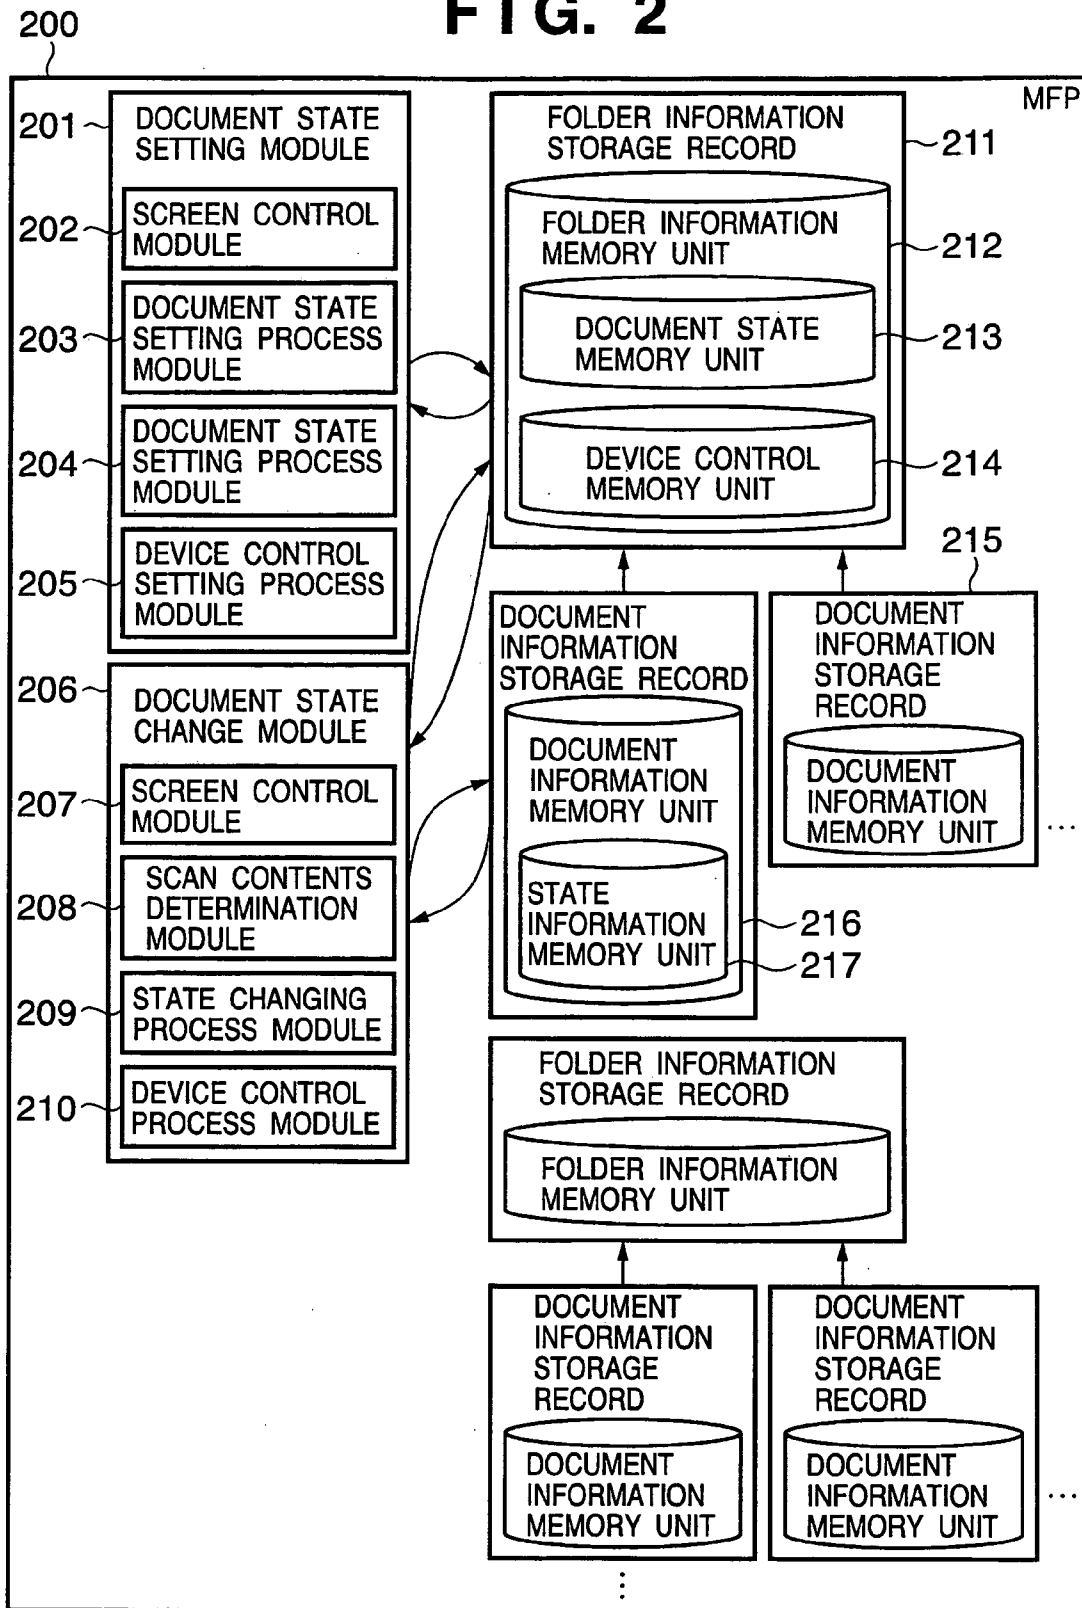 FIG. 2
200
MFP
201
DOCUMENT STATE
SETTING MODULE
202
SCREEN CONTROL
MODULE
203
DOCUMENT STATE
SETTING PROCESS
MODULE
204
DOCUMENT STATE
SETTING PROCESS
MODULE
205
DEVICE CONTROL
SETTING PROCESS
MODULE
206
DOCUMENT STATE
CHANGE MODULE
207
SCREEN CONTROL
MODULE
208
SCAN CONTENTS
DETERMINATION
MODULE
209
STATE CHANGING
PROCESS MODULE
210
DEVICE CONTROL
PROCESS MODULE
FOLDER INFORMATION
STORAGE RECORD
211
FOLDER INFORMATION
MEMORY UNIT
212
DOCUMENT STATE
MEMORY UNIT
213
DEVICE CONTROL
MEMORY UNIT
214
DOCUMENT
INFORMATION
STORAGE RECORD
DOCUMENT
INFORMATION
MEMORY UNIT
216
STATE
INFORMATION
MEMORY UNIT
217
215
DOCUMENT
INFORMATION
STORAGE
RECORD
DOCUMENT
INFORMATION
MEMORY UNIT
...
FOLDER INFORMATION
STORAGE RECORD
FOLDER INFORMATION
MEMORY UNIT
DOCUMENT
INFORMATION
STORAGE
RECORD
DOCUMENT
INFORMATION
MEMORY UNIT
DOCUMENT
INFORMATION
STORAGE
RECORD
DOCUMENT
INFORMATION
MEMORY UNIT
...